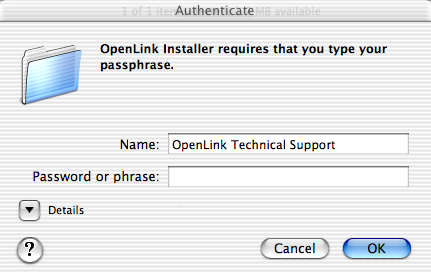 Authenticate
1 of 1 item MB available
OpenLink Installer requires that you type your
passphrase.
Name: OpenLink Technical Support
Password or phrase:
Details
?
Cancel OK